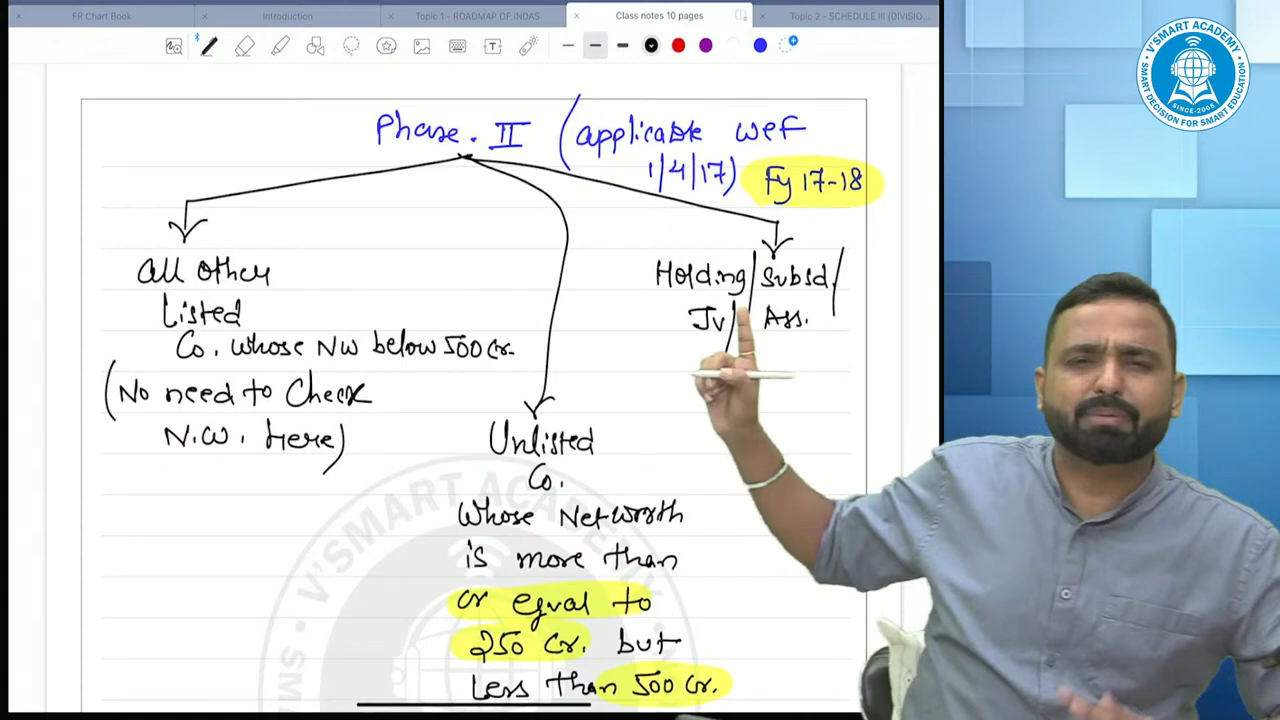 FR Chart Book
Introduction
Topic 1 - ROADMAP OF INDAS
Class notes 10 pages
Topic 2 - SCHEDULE III (DIVISIO...
V'SMART ACADEMY
SINCE-2005
SMART DECISION FOR SMART EDUCATION
Phase. II (applicable wef
1/4/17) Fy 17-18
All Other
Listed
Co. whose NW below 500 Cr.
(No need to Check
N.W. here)
Unlisted
Co.
Whose Networth
is more than
or equal to
250 Cr. but
Less than 500 Cr.
Holding/Subsd/
Jv/ Ass.
V'SMART ACADEMY